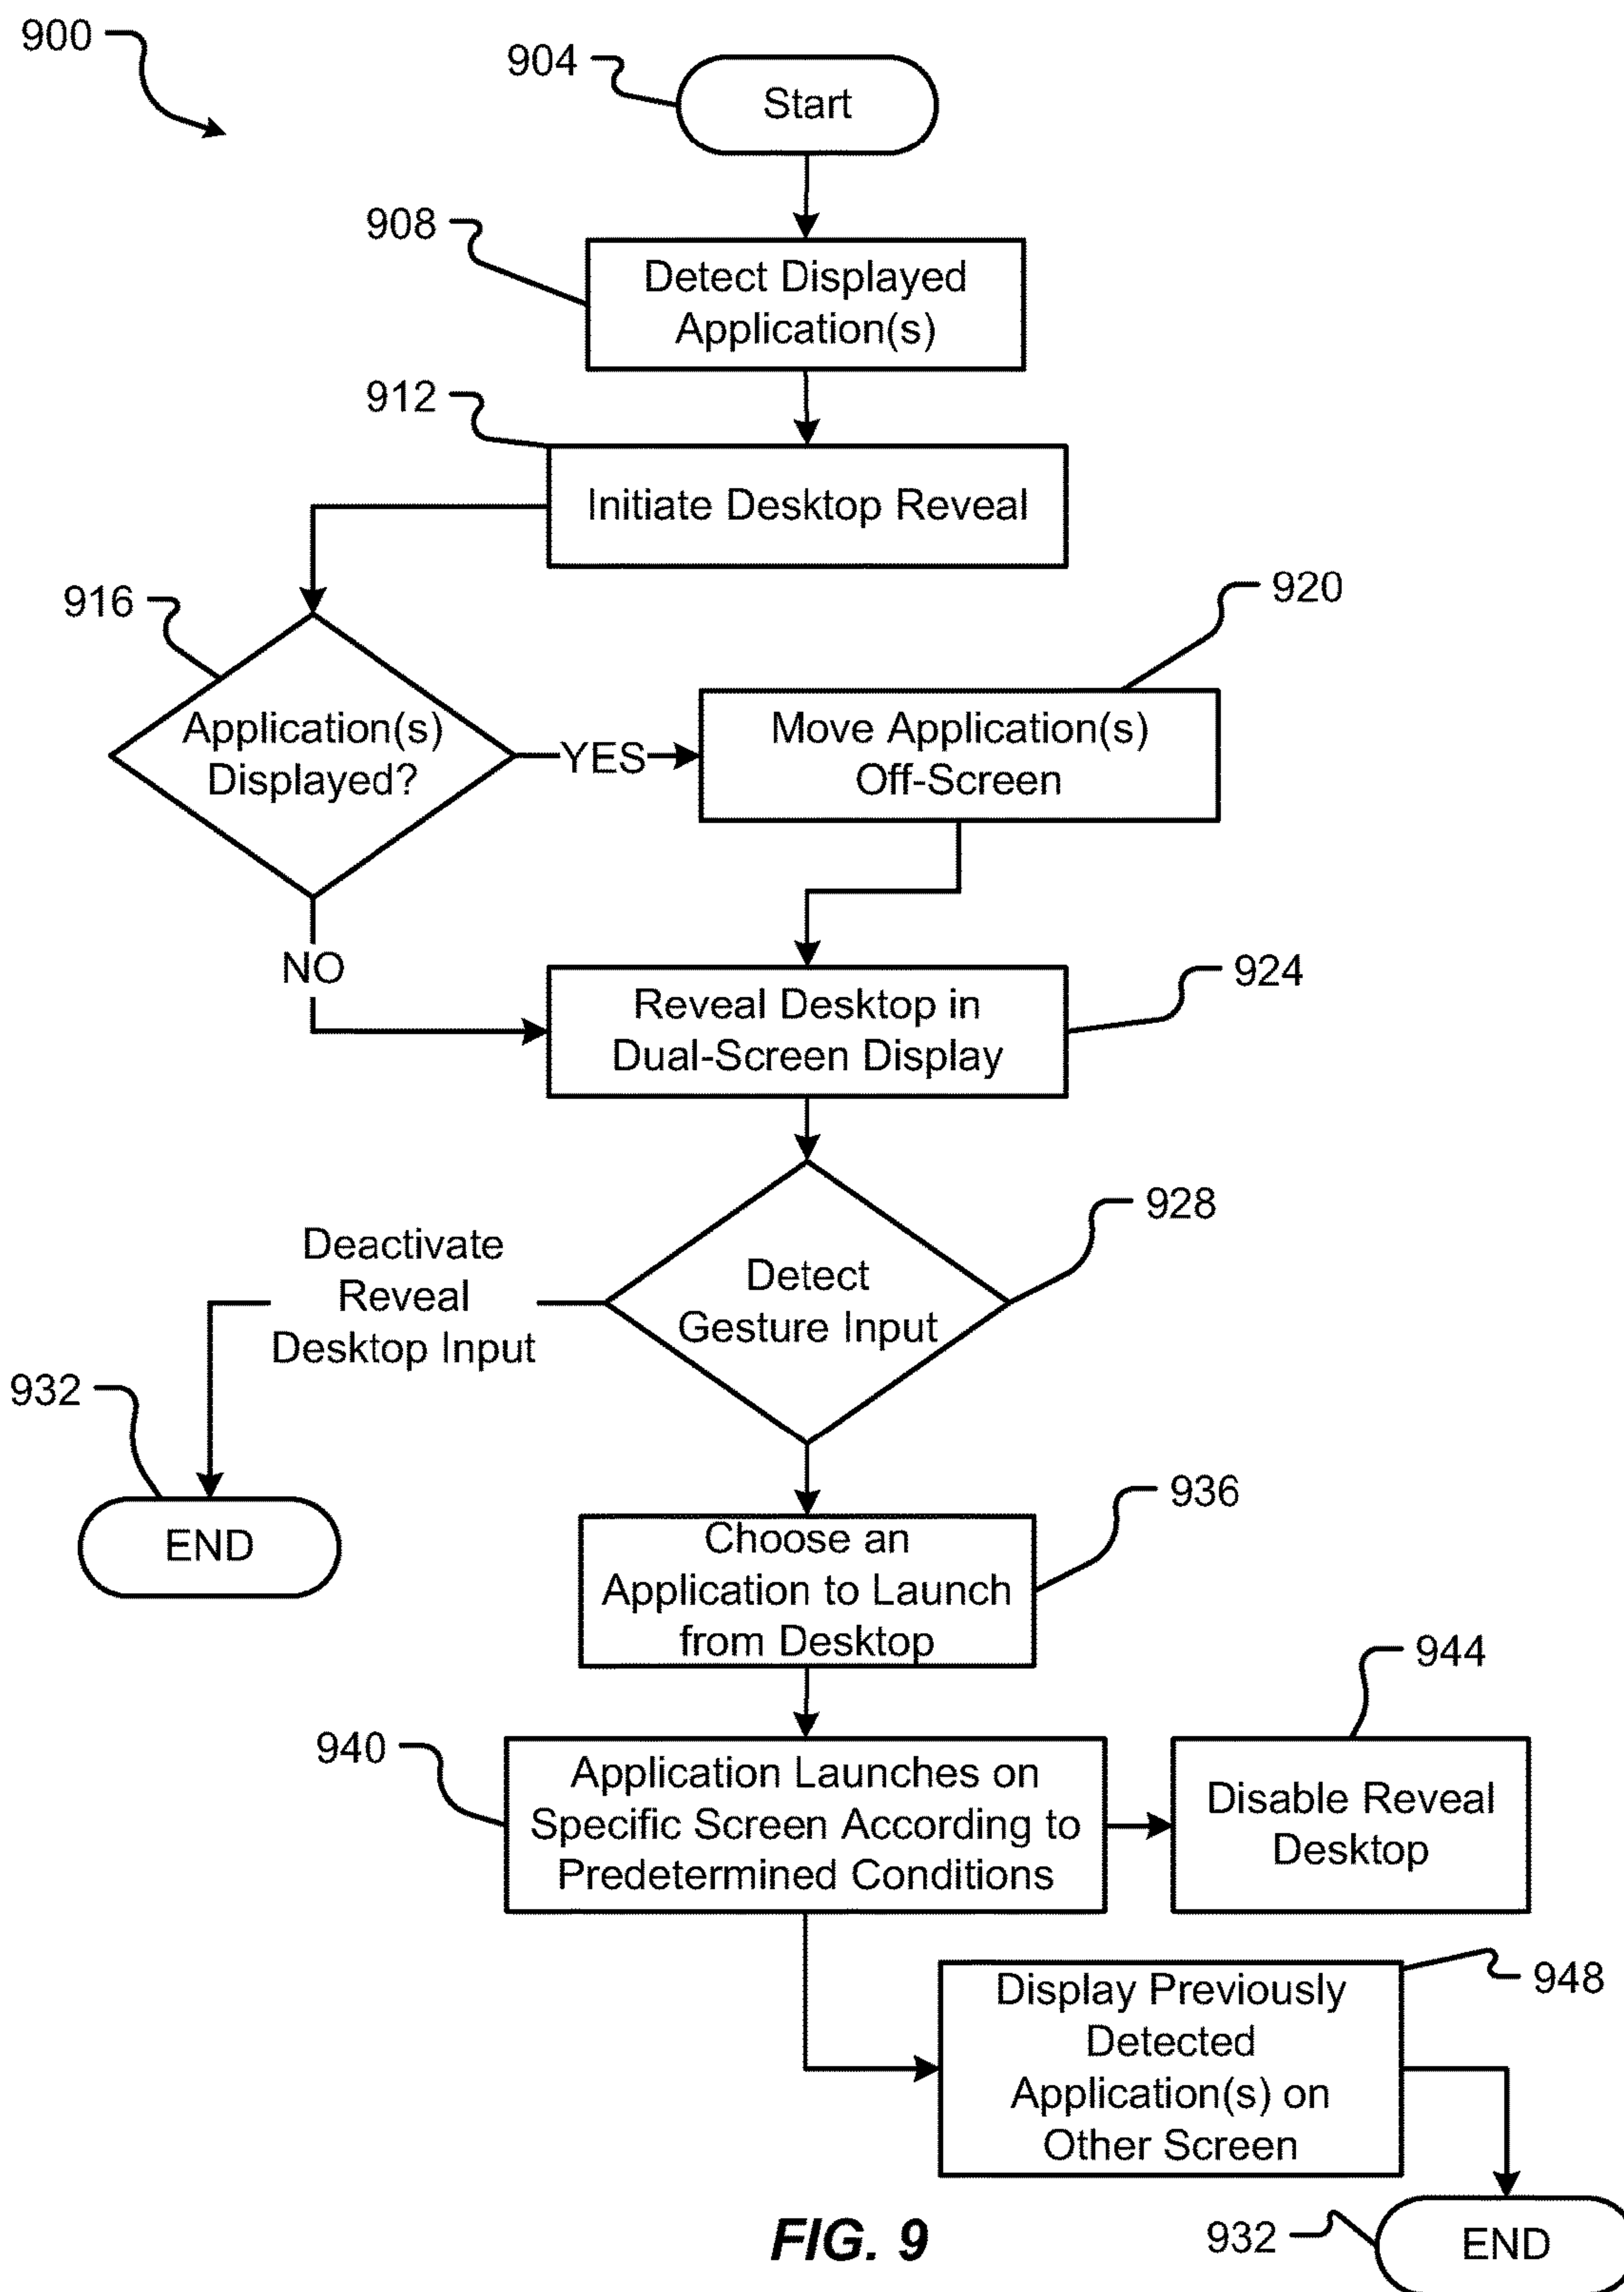 900
904
Start
908
Detect Displayed
Application(s)
912
Initiate Desktop Reveal
916
Application(s)
Displayed?
YES
920
Move Application(s)
Off-Screen
NO
924
Reveal Desktop in
Dual-Screen Display
928
Detect
Gesture Input
Deactivate
Reveal
Desktop Input
932
END
936
Choose an
Application to Launch
from Desktop
940
Application Launches on
Specific Screen According to
Predetermined Conditions
944
Disable Reveal
Desktop
948
Display Previously
Detected
Application(s) on
Other Screen
932
END
FIG. 9